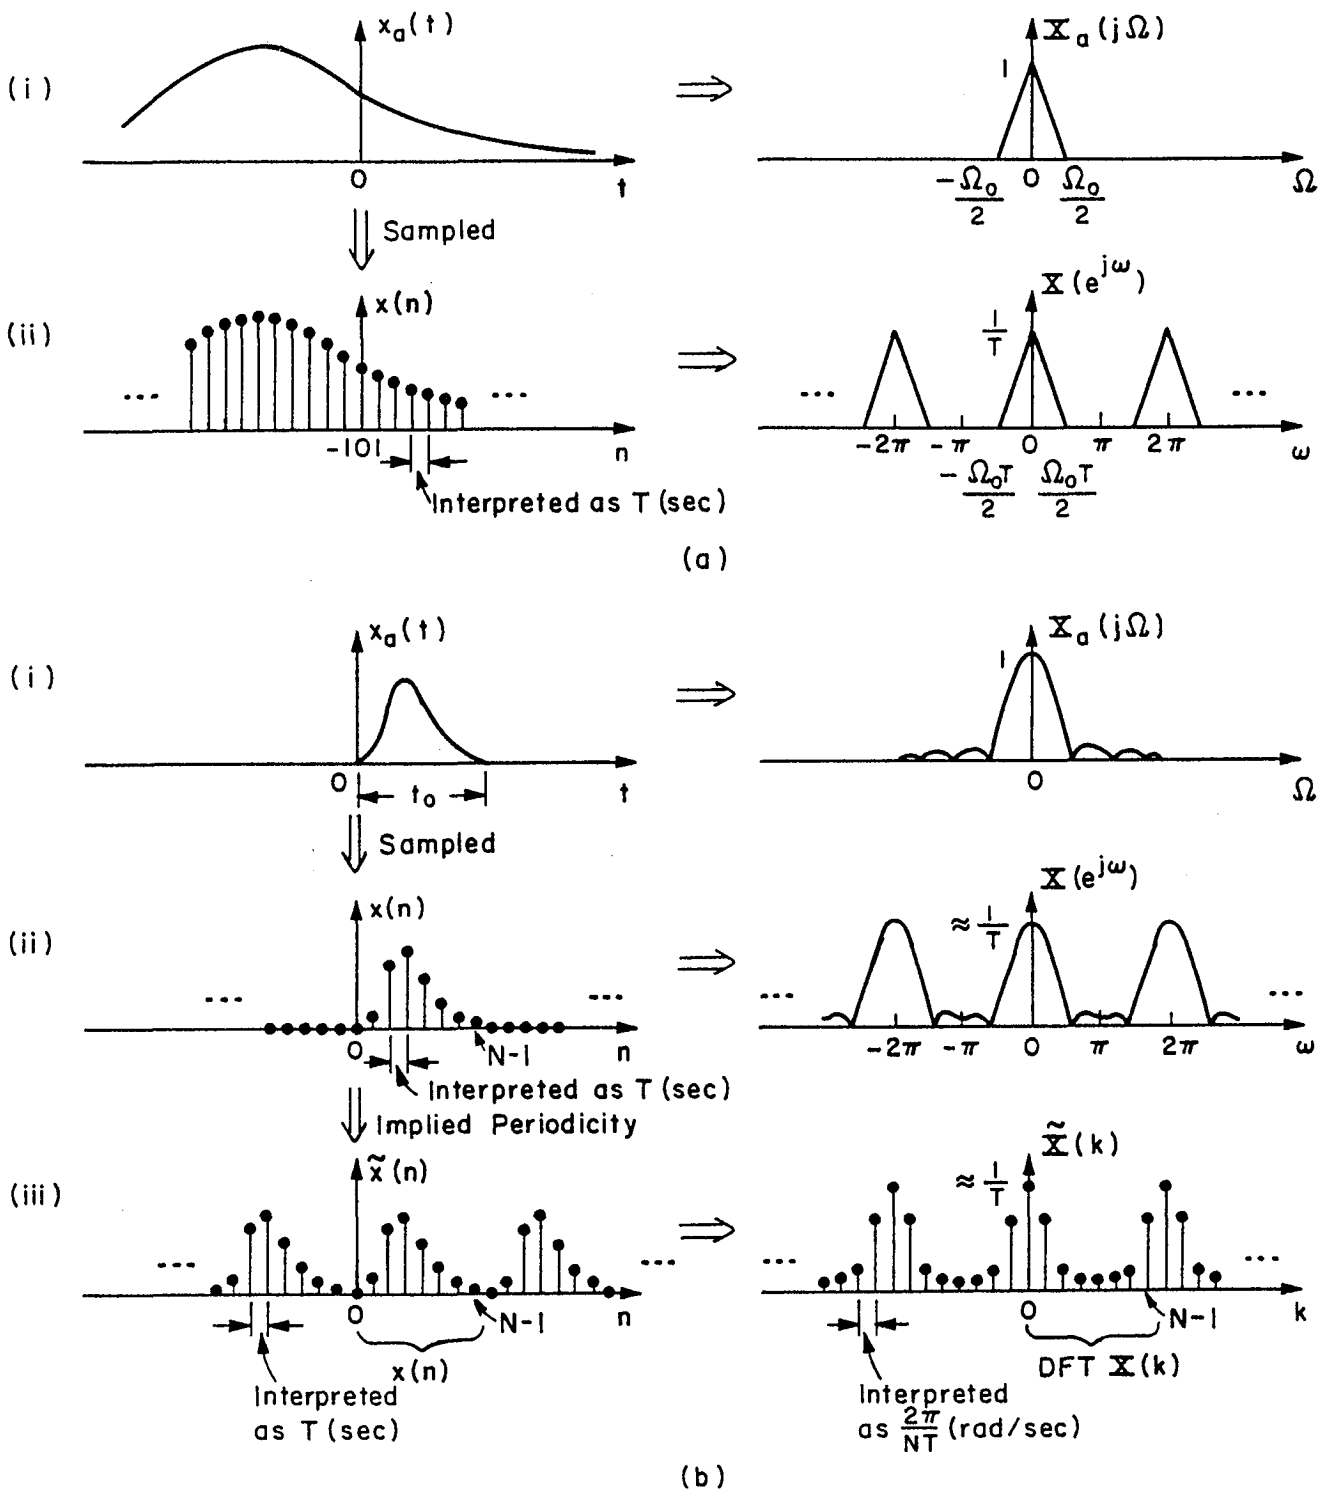 x_a(t)
X_a(jΩ)
(i)
1
0
t
-Ω_0/2 0 Ω_0/2
Ω
Sampled
x(n)
X(e^{jω})
(ii)
1/T
...
...
...
...
-101
n
-2π -π 0 π 2π
ω
-Ω_0T/2 Ω_0T/2
Interpreted as T (sec)
(a)
x_a(t)
X_a(jΩ)
(i)
1
0
t
0
Ω
t_0
Sampled
x(n)
X(e^{jω})
(ii)
≈ 1/T
...
...
...
...
0
N-1
n
-2π -π 0 π 2π
ω
Interpreted as T (sec)
Implied Periodicity
x̃(n)
X̃(k)
(iii)
≈ 1/T
...
...
...
...
0
N-1
n
0
N-1
k
x(n)
DFT X(k)
Interpreted
as T (sec)
Interpreted
as 2π/NT (rad/sec)
(b)